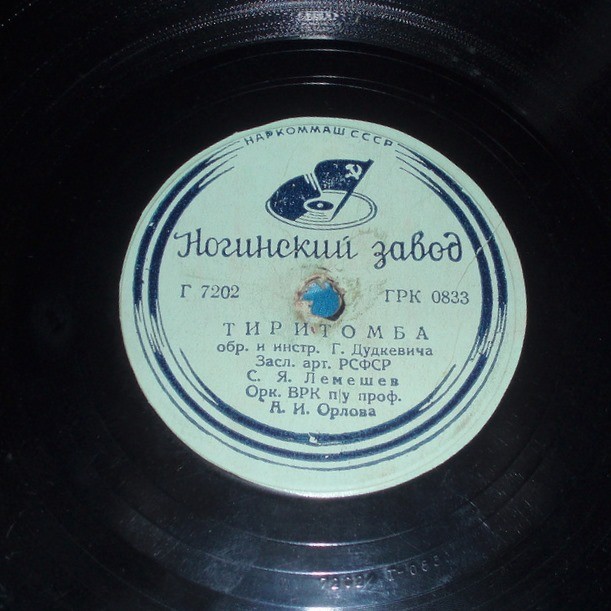 НАРКОММАШ СССР
Ногинский завод
Г 7202 ГРК 0833
ТИРИТОМБА
обр. и инстр. Г. Дудкевича
Засл. арт. РСФСР
С. Я. Лемешев
Орк. ВРК п/у проф.
А. И. Орлова